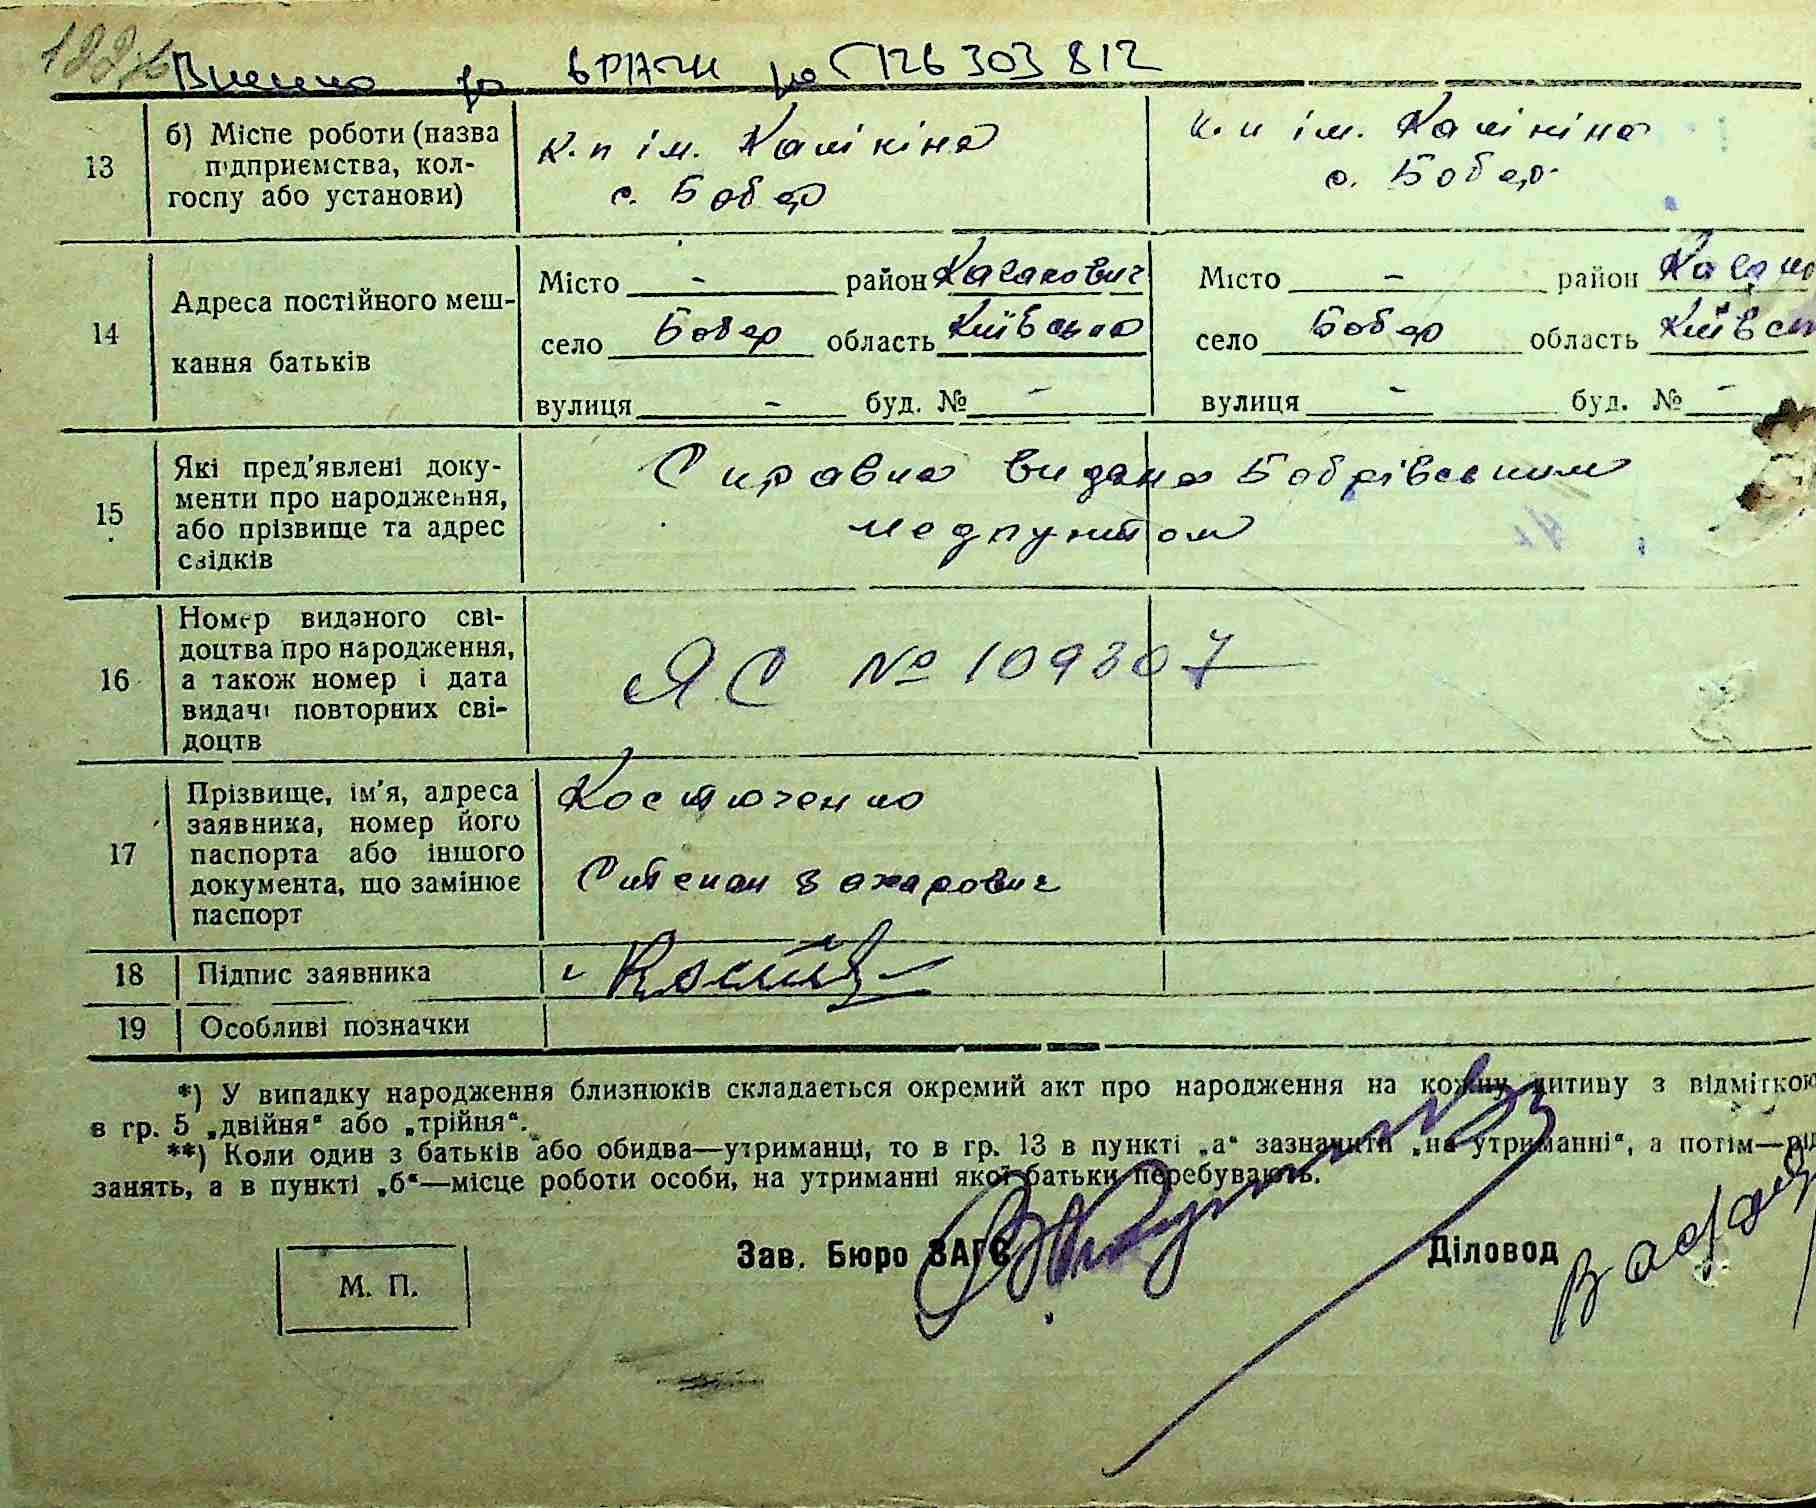 Внесено до ДРАЦСГ 126 303 812
13
б) Місце роботи (назва підприємства, колгоспу або установи)
к-п ім. Калініна
с. Бобер
к-п ім. Калініна
с. Бобер
14
Адреса постійного мешкання батьків
Місто - район Кагакович
село Бобер область Київська
вулиця - буд. № -
Місто - район
село Бобер область Київсь
вулиця - буд. № -
15
Які пред'явлені документи про народження, або прізвище та адрес свідків
Справка видана Бобрівським
медпунктом
16
Номер виданого свідоцтва про народження, а також номер і дата видачі повторних свідоцтв
ЯС № 109307
17
Прізвище, ім'я, адреса заявника, номер його паспорта або іншого документа, що замінює паспорт
Костюченко
Степан Захарович
18
Підпис заявника
19
Особливі позначки
*) У випадку народження близнюків складається окремий акт про народження на кожну дитину з відміткою
в гр. 5 „двійня“ або „трійня“.
**) Коли один з батьків або обидва—утриманці, то в гр. 13 в пункті „а“ зазначити „на утриманні“, а потім—рід
занять, а в пункті „б“—місце роботи особи, на утриманні якої батьки перебувають.
Зав. Бюро ЗАГС
Діловод
М. П.